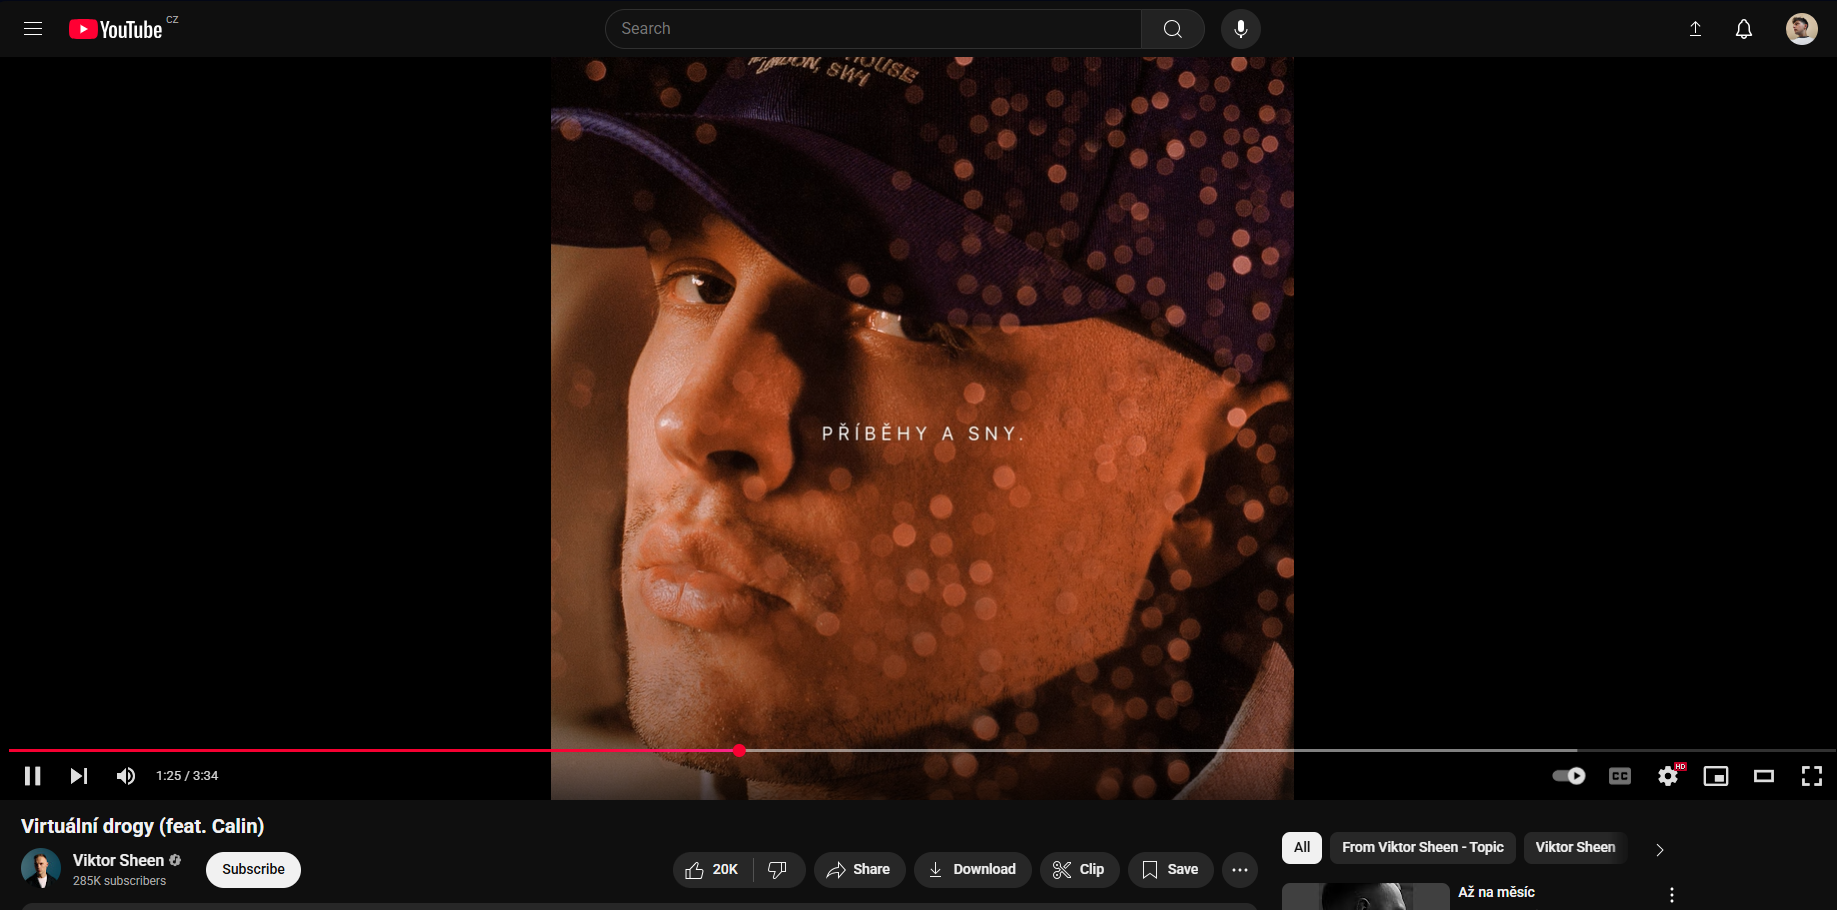 YouTube CZ
Search
HOUSE
LONDON, SW4
PŘÍBĚHY A SNY.
1:25 / 3:34
CC
HD
Virtuální drogy (feat. Calin)
Viktor Sheen
285K subscribers
Subscribe
20K
Share
Download
Clip
Save
All
From Viktor Sheen - Topic
Viktor Sheen
Až na měsíc